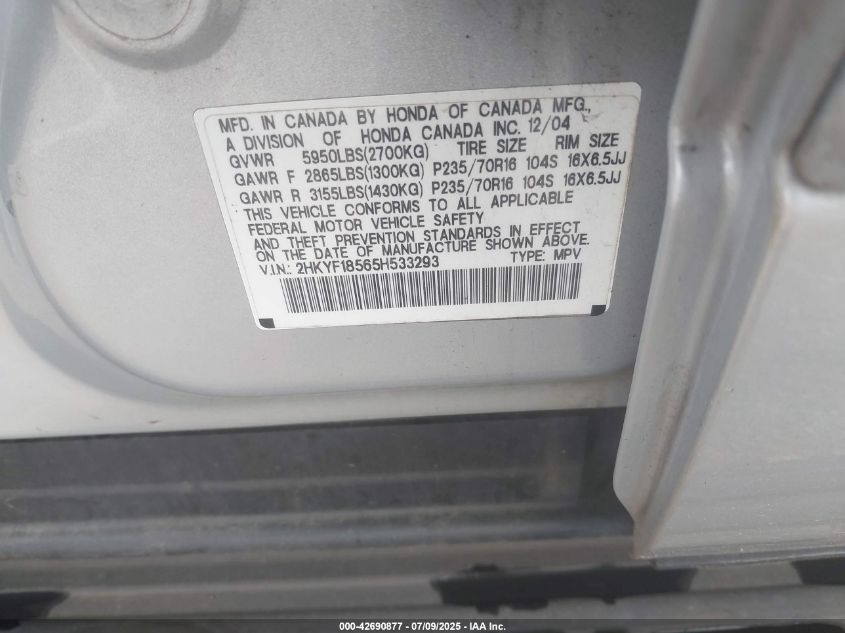 MFD. IN CANADA BY HONDA OF CANADA MFG.,
A DIVISION OF HONDA CANADA INC. 12/04
GVWR 5950LBS(2700KG) TIRE SIZE RIM SIZE
GAWR F 2865LBS(1300KG) P235/70R16 104S 16X6.5JJ
GAWR R 3155LBS(1430KG) P235/70R16 104S 16X6.5JJ
THIS VEHICLE CONFORMS TO ALL APPLICABLE
FEDERAL MOTOR VEHICLE SAFETY
AND THEFT PREVENTION STANDARDS IN EFFECT
ON THE DATE OF MANUFACTURE SHOWN ABOVE.
V.I.N.: 2HKYF18565H533293 TYPE: MPV
000-42690877 - 07/09/2025 - IAA Inc.